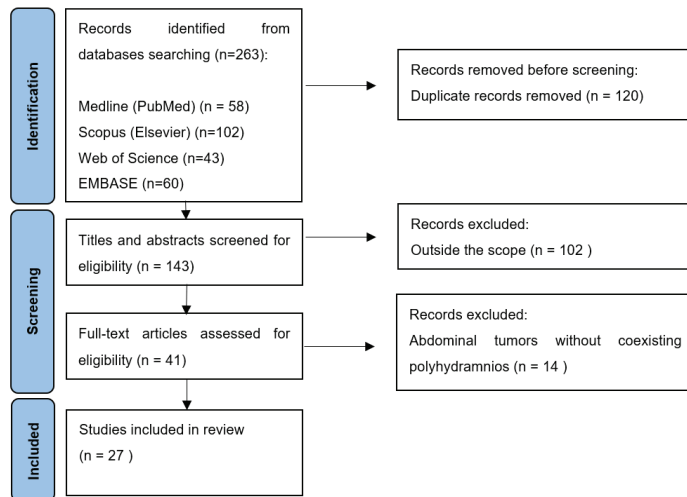 Identification
Records identified from
databases searching (n=263):
Medline (PubMed) (n = 58)
Scopus (Elsevier) (n=102)
Web of Science (n=43)
EMBASE (n=60)
Records removed before screening:
Duplicate records removed (n = 120)
Screening
Titles and abstracts screened for
eligibility (n = 143)
Records excluded:
Outside the scope (n = 102 )
Full-text articles assessed for
eligibility (n = 41)
Records excluded:
Abdominal tumors without coexisting
polyhydramnios (n = 14 )
Included
Studies included in review
(n = 27 )